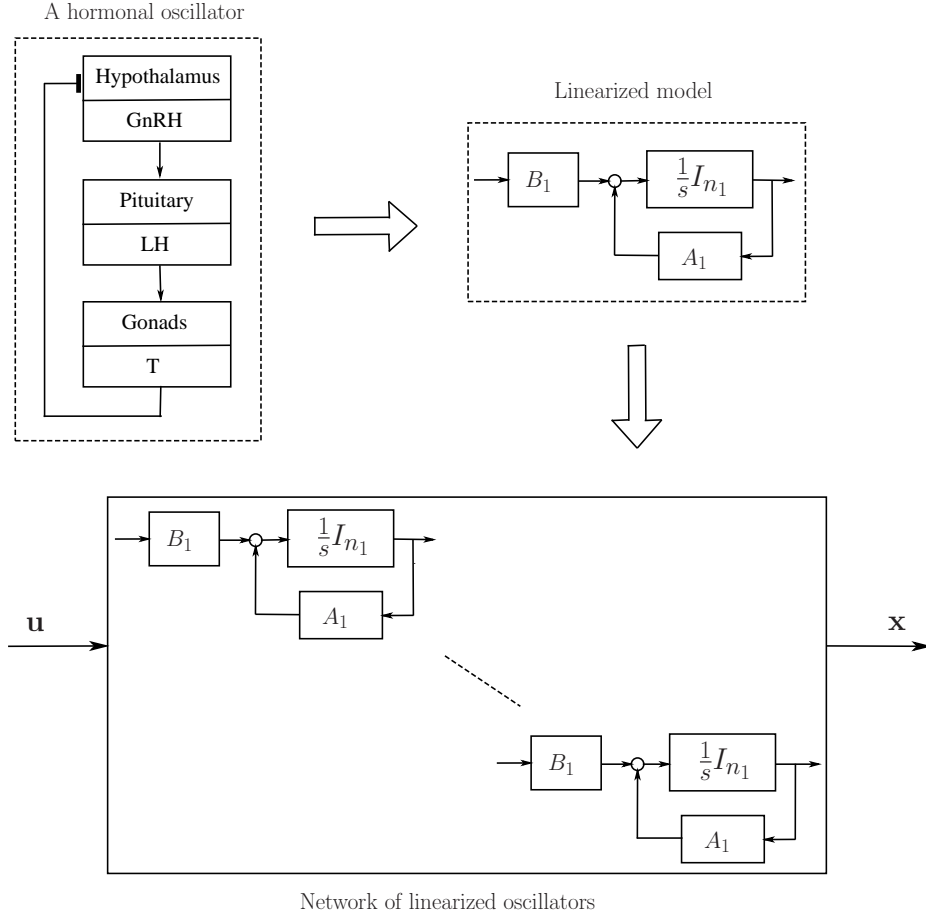 A hormonal oscillator
Hypothalamus
GnRH
Pituitary
LH
Gonads
T
Linearized model
B₁
1/s Iₙ₁
A₁
B₁
1/s Iₙ₁
A₁
u
x
B₁
1/s Iₙ₁
A₁
Network of linearized oscillators